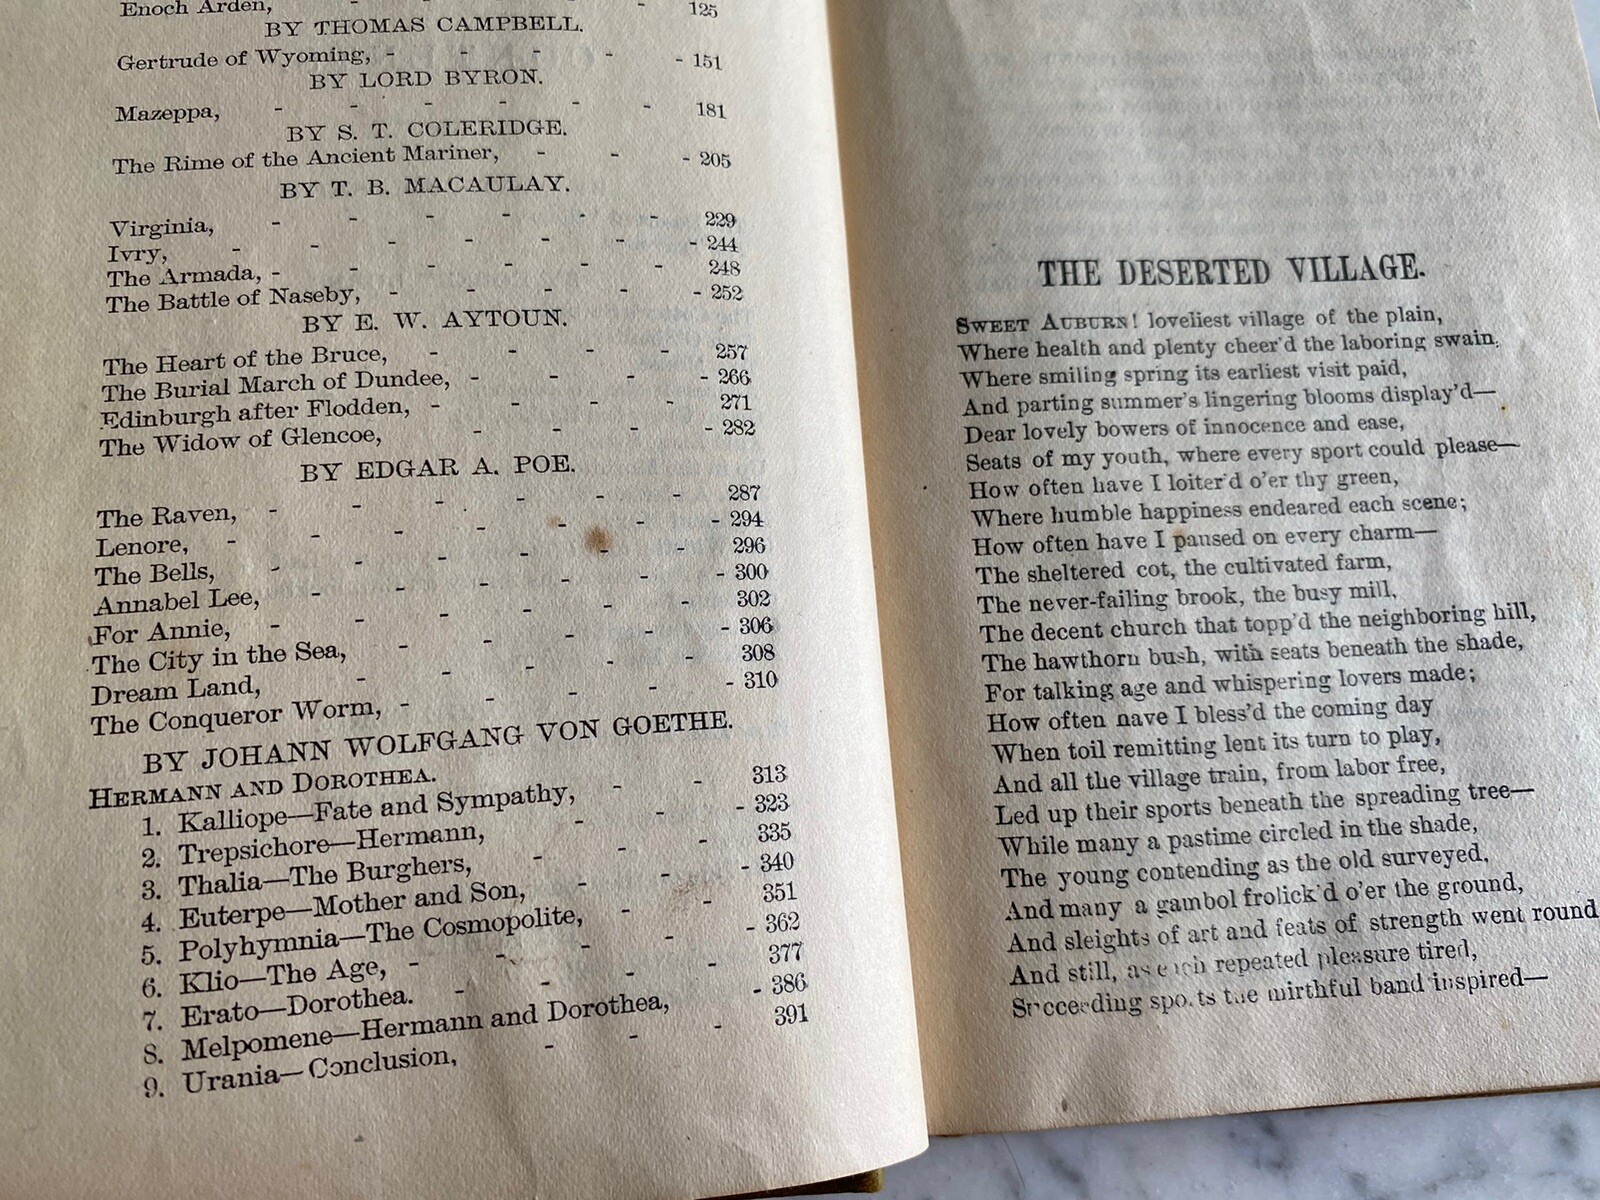 Enoch Arden, - - - - - 125
BY THOMAS CAMPBELL.
Gertrude of Wyoming, - - - - - 151
BY LORD BYRON.
Mazeppa, - - - - - - 181
BY S. T. COLERIDGE.
The Rime of the Ancient Mariner, - - - 205
BY T. B. MACAULAY.
Virginia, - - - - - - 229
Ivry, - - - - - - - 244
The Armada, - - - - - - 248
The Battle of Naseby, - - - - - 252
BY E. W. AYTOUN.
The Heart of the Bruce, - - - - 257
The Burial March of Dundee, - - - - 266
Edinburgh after Flodden, - - - - 271
The Widow of Glencoe, - - - - 282
BY EDGAR A. POE.
The Raven, - - - - - - 287
Lenore, - - - - - - - 294
The Bells, - - - - - - 296
Annabel Lee, - - - - - - 300
For Annie, - - - - - - 302
The City in the Sea, - - - - - 306
Dream Land, - - - - - 308
The Conqueror Worm, - - - - - 310
BY JOHANN WOLFGANG VON GOETHE.
HERMANN AND DOROTHEA.
1. Kalliope—Fate and Sympathy, - - 313
2. Trepsichore—Hermann, - - - 323
3. Thalia—The Burghers, - - - 335
4. Euterpe—Mother and Son, - - - 340
5. Polyhymnia—The Cosmopolite, - - 351
6. Klio—The Age, - - - - - 362
7. Erato—Dorothea. - - - - 377
8. Melpomene—Hermann and Dorothea, - 386
9. Urania—Conclusion, - - - 391
THE DESERTED VILLAGE.
SWEET AUBURN! loveliest village of the plain,
Where health and plenty cheer'd the laboring swain,
Where smiling spring its earliest visit paid,
And parting summer's lingering blooms display'd—
Dear lovely bowers of innocence and ease,
Seats of my youth, where every sport could please—
How often have I loiter'd o'er thy green,
Where humble happiness endeared each scene;
How often have I paused on every charm—
The sheltered cot, the cultivated farm,
The never-failing brook, the busy mill,
The decent church that topp'd the neighboring hill,
The hawthorn bush, with seats beneath the shade,
For talking age and whispering lovers made;
How often nave I bless'd the coming day
When toil remitting lent its turn to play,
And all the village train, from labor free,
Led up their sports beneath the spreading tree—
While many a pastime circled in the shade,
The young contending as the old surveyed,
And many a gambol frolick'd o'er the ground,
And sleights of art and feats of strength went round
And still, as each repeated pleasure tired,
Succeeding sports the mirthful band inspired—